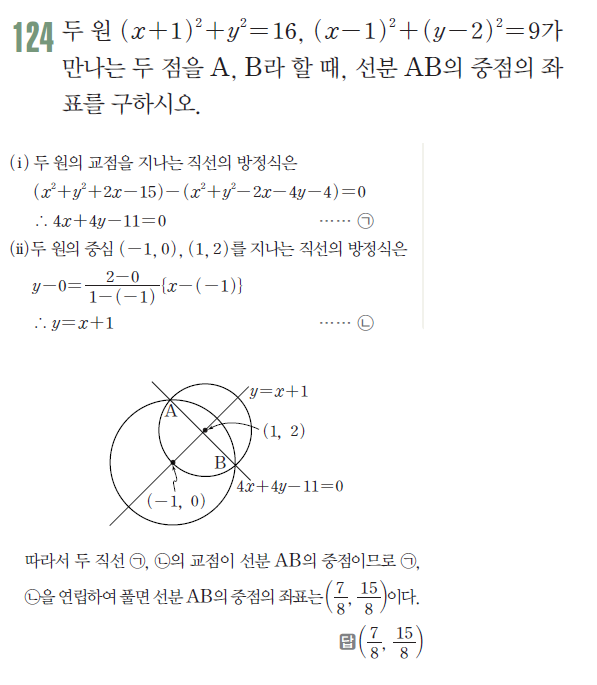 124 두 원 (x+1)²+y²=16, (x-1)²+(y-2)²=9가
만나는 두 점을 A, B라 할 때, 선분 AB의 중점의 좌
표를 구하시오.
(ⅰ) 두 원의 교점을 지나는 직선의 방정식은
(x²+y²+2x-15)-(x²+y²-2x-4y-4)=0
∴ 4x+4y-11=0 …… ㉠
(ⅱ) 두 원의 중심 (-1, 0), (1, 2)를 지나는 직선의 방정식은
y-0=\frac{2-0}{1-(-1)}{x-(-1)}
∴ y=x+1 …… ㉡
y=x+1
A
(1, 2)
B
4x+4y-11=0
(-1, 0)
따라서 두 직선 ㉠, ㉡의 교점이 선분 AB의 중점이므로 ㉠,
㉡을 연립하여 풀면 선분 AB의 중점의 좌표는 (\frac{7}{8}, \frac{15}{8})이다.
답 (\frac{7}{8}, \frac{15}{8})